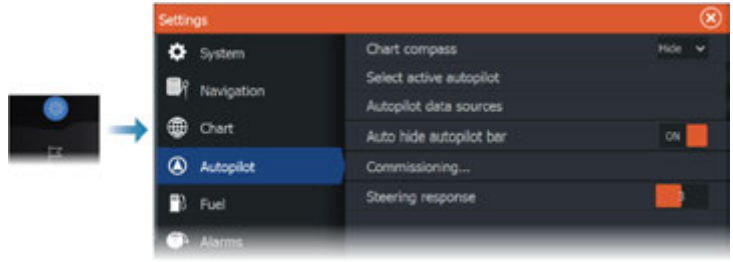 Settings
System
Navigation
Chart
Autopilot
Fuel
Alarms
Chart compass Hide
Select active autopilot
Autopilot data sources
Auto hide autopilot bar ON
Commissioning...
Steering response 3